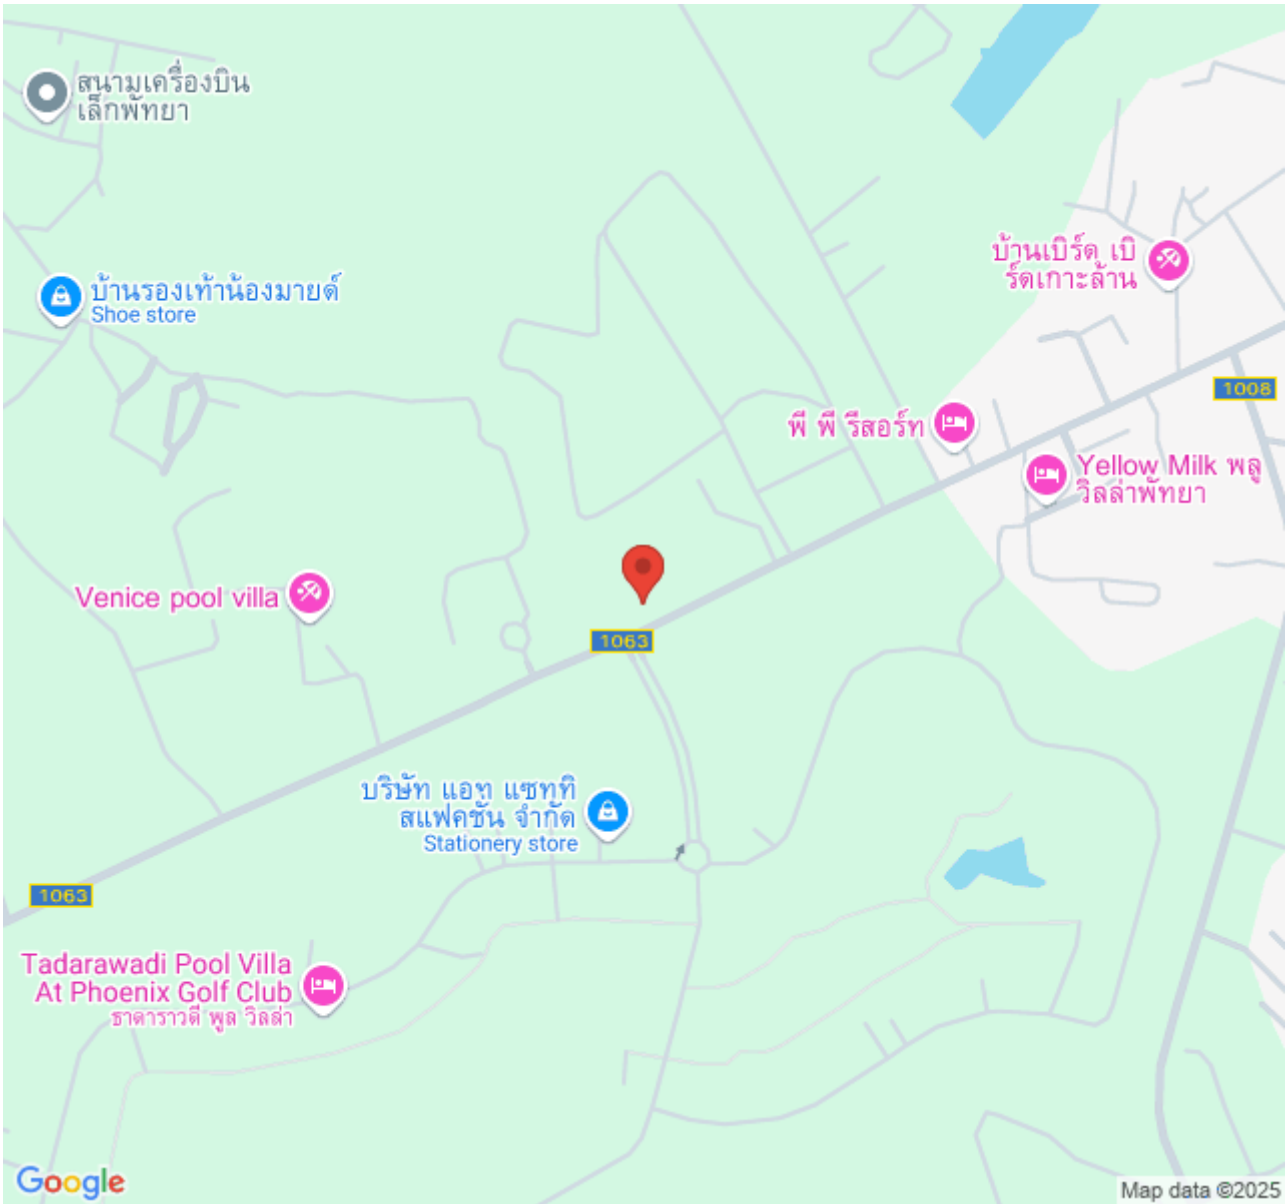 สนามเครื่องบิน
เล็กพัทยา
บ้านรองเท้าน้องมายด์
Shoe store
บ้านเบิร์ด เบิ
ร์ดเกาะล้าน
1008
พี พี รีสอร์ท
Yellow Milk พลู
วิลล่าพัทยา
Venice pool villa
1063
บริษัท แอท แซทที
สแฟคชั่น จำกัด
Stationery store
1063
Tadarawadi Pool Villa
At Phoenix Golf Club
ธาดาราวดี พูล วิลล่า
Google
Map data ©2025